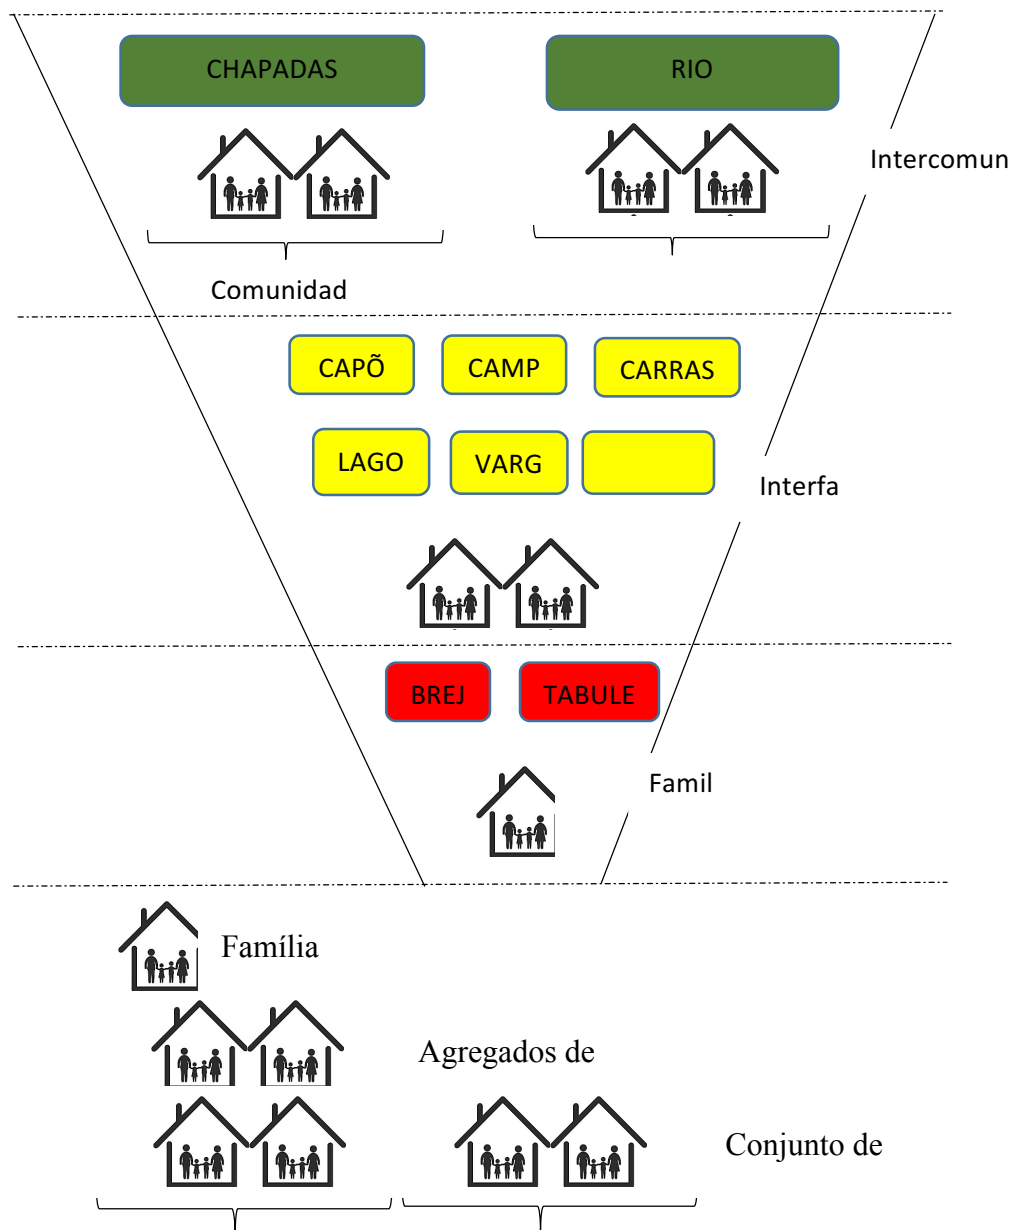 CHAPADAS
RIO
Intercomun
Comunidad
CAPÕ
CAMP
CARRAS
LAGO
VARG
Interfa
BREJ
TABULE
Famil
Família
Agregados de
Conjunto de